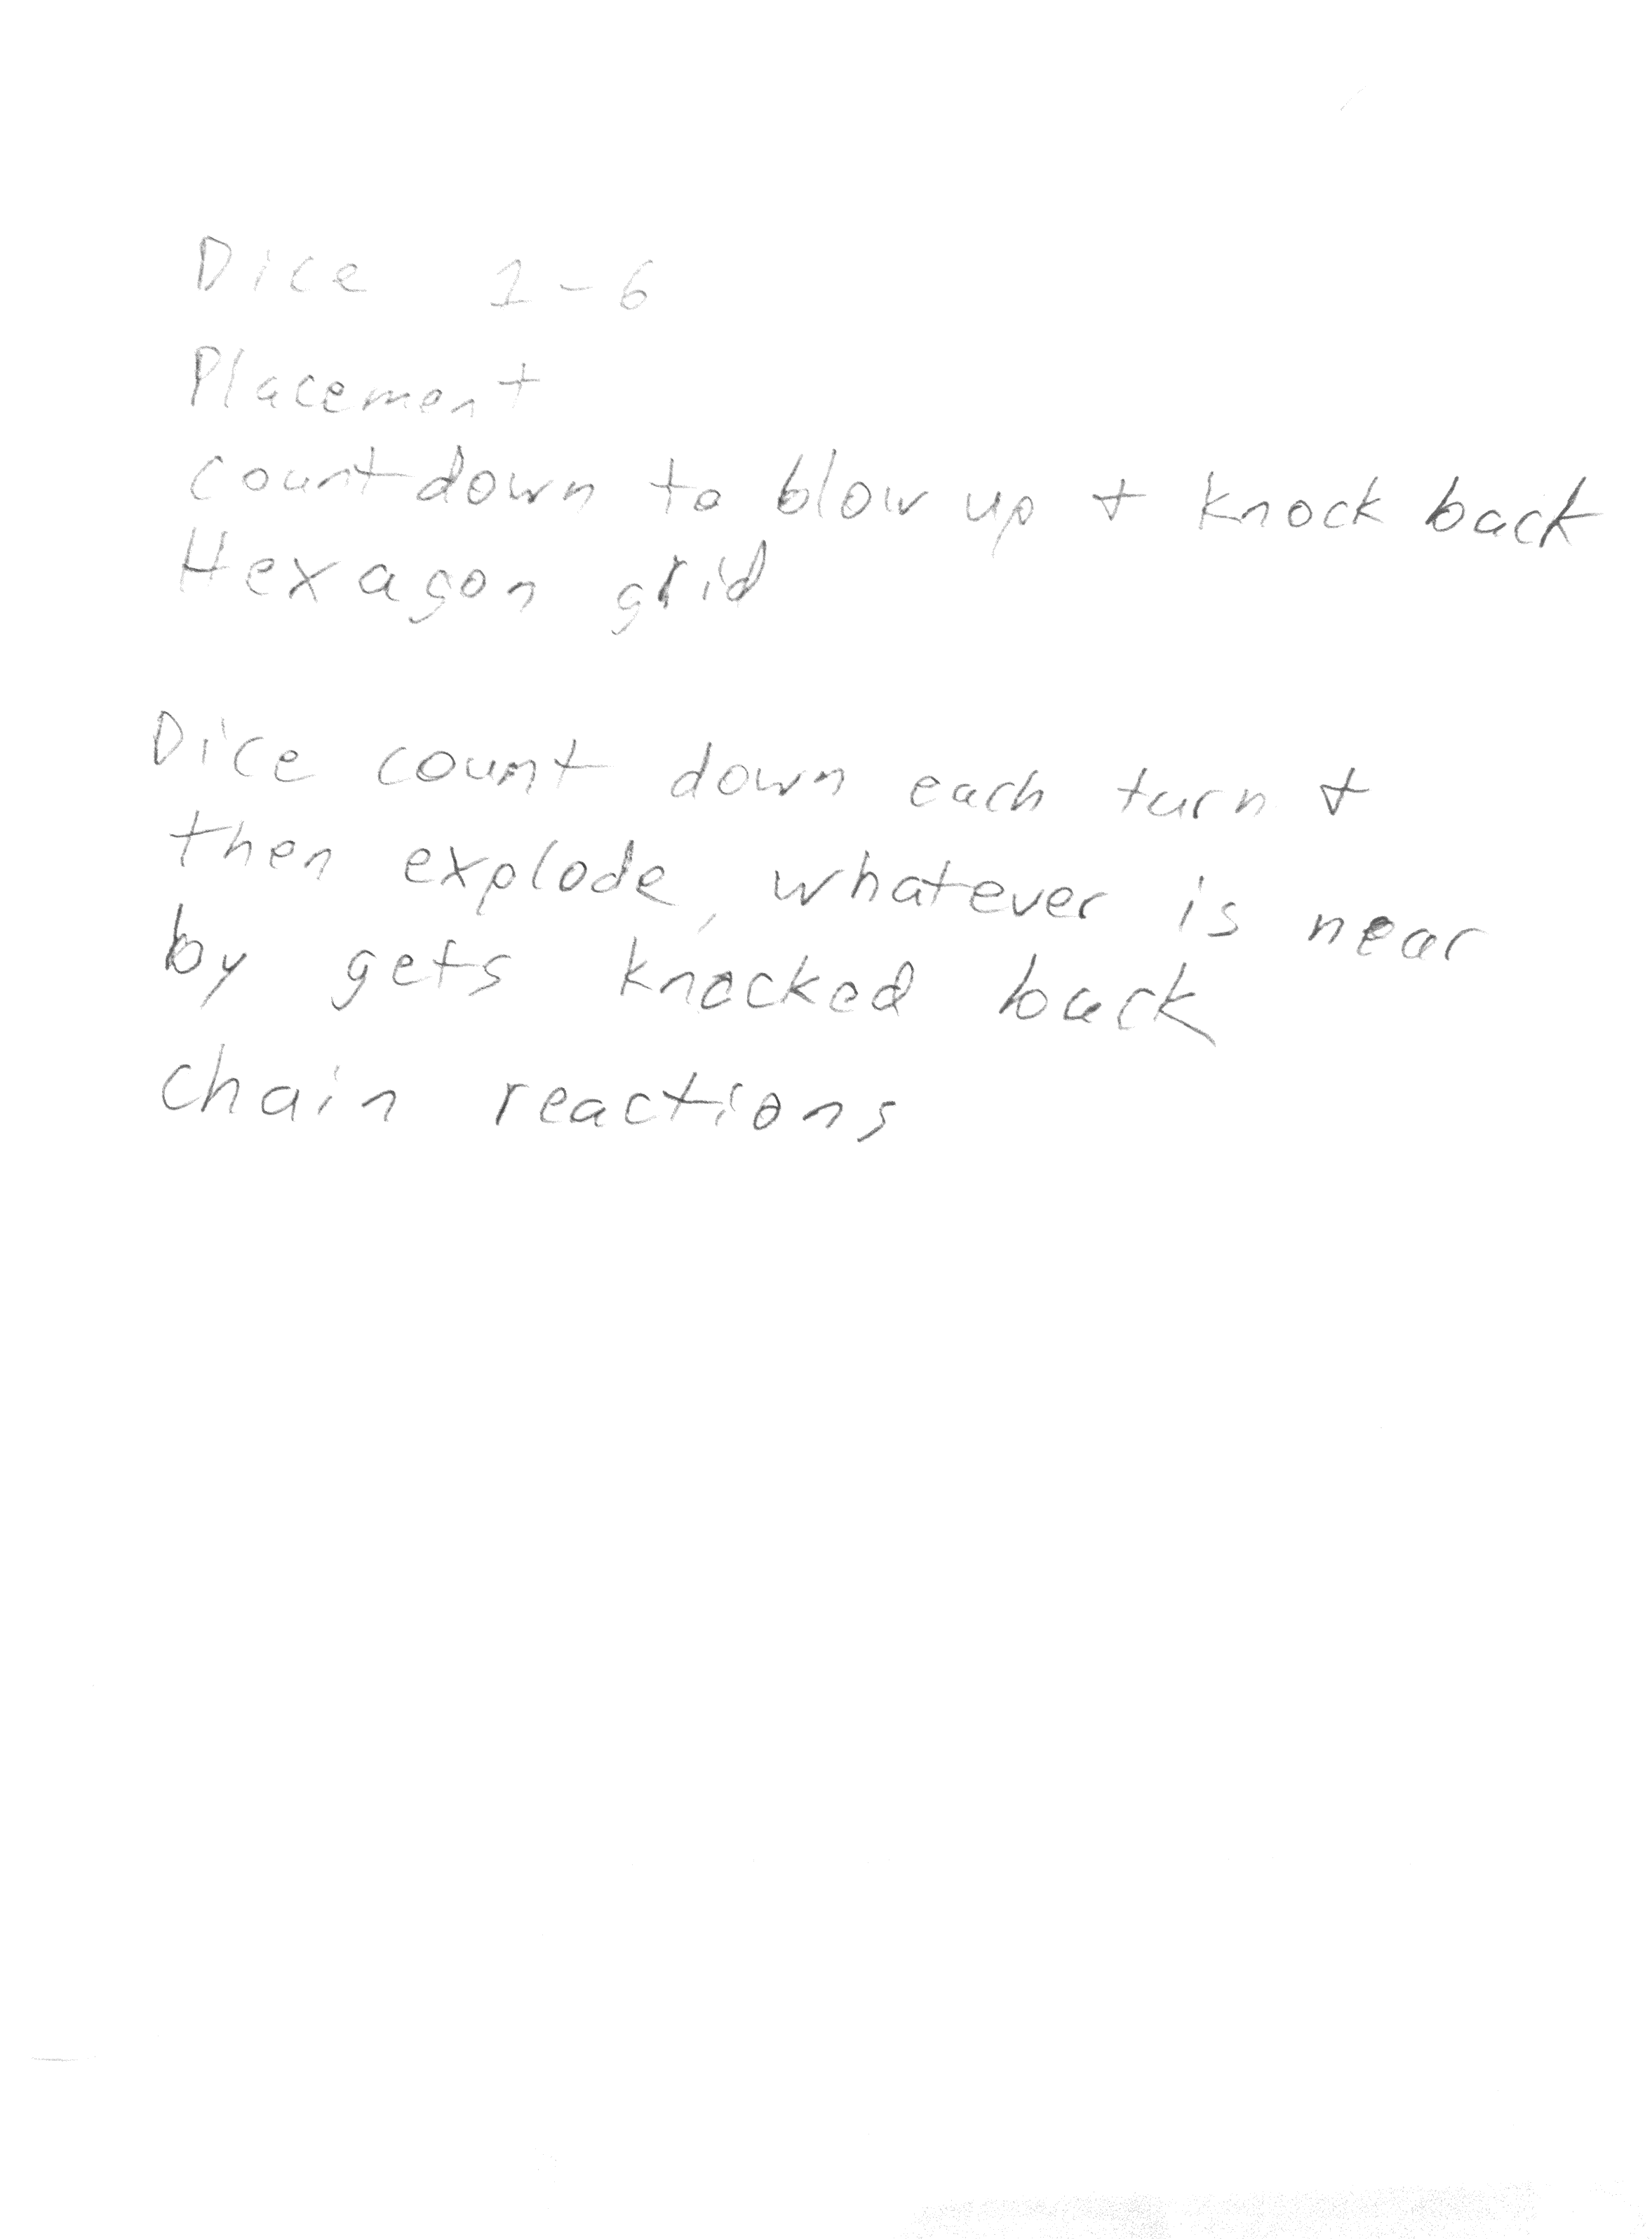 Dice 1-6
Placement
countdown to blow up + knock back
Hexagon grid
Dice count down each turn +
then explode, whatever is near
by gets knocked back
chain reactions